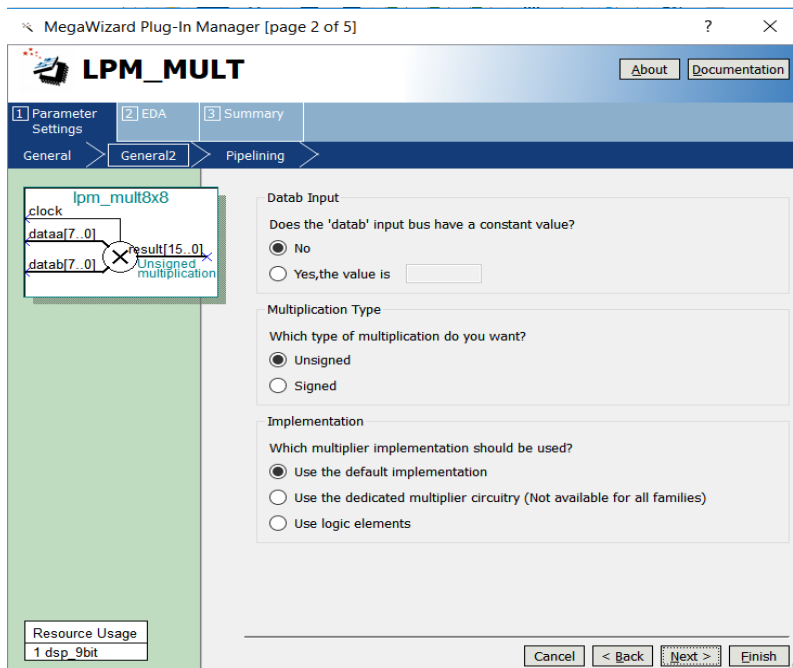 MegaWizard Plug-In Manager [page 2 of 5]
?
LPM_MULT
About
Documentation
1 Parameter Settings
2 EDA
3 Summary
General
General2
Pipelining
lpm_mult8x8
clock
dataa[7..0]
result[15..0]
datab[7..0]
Unsigned
multiplication
Datab Input
Does the 'datab' input bus have a constant value?
No
Yes,the value is
Multiplication Type
Which type of multiplication do you want?
Unsigned
Signed
Implementation
Which multiplier implementation should be used?
Use the default implementation
Use the dedicated multiplier circuitry (Not available for all families)
Use logic elements
Resource Usage
1 dsp_9bit
Cancel
< Back
Next >
Finish